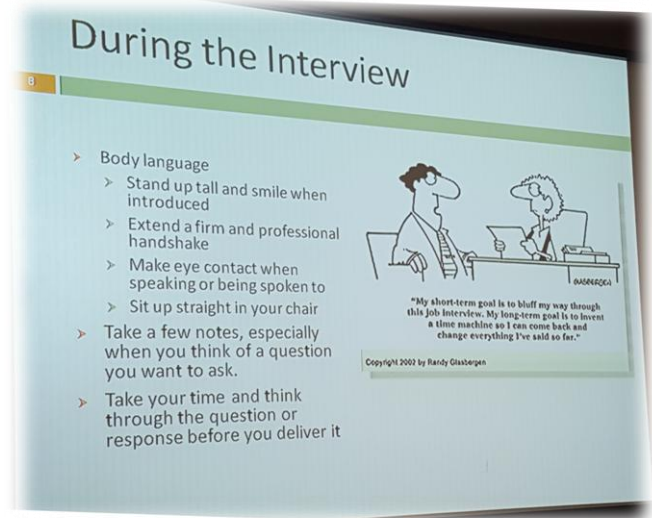 During the Interview
8
Body language
Stand up tall and smile when
introduced
Extend a firm and professional
handshake
Make eye contact when
speaking or being spoken to
Sit up straight in your chair
Take a few notes, especially
when you think of a question
you want to ask.
Take your time and think
through the question or
response before you deliver it
GLASBERGEN
"My short-term goal is to bluff my way through
this job interview. My long-term goal is to invent
a time machine so I can come back and
change everything I've said so far."
Copyright 2002 by Randy Glasbergen